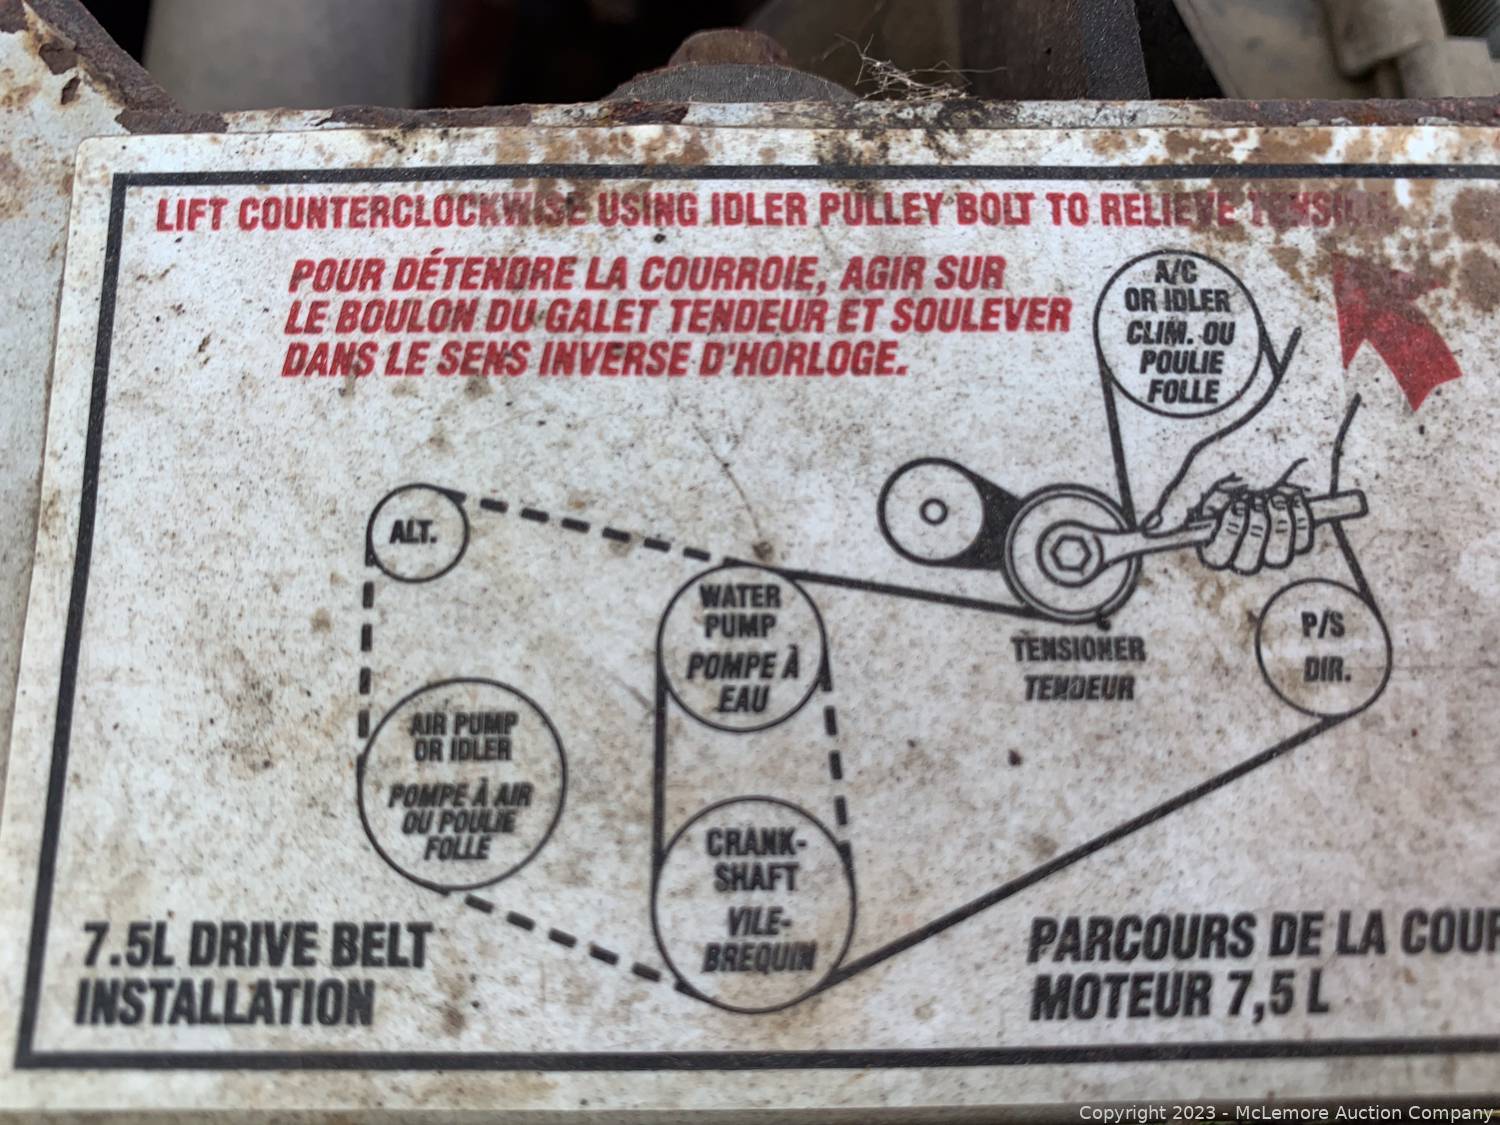 LIFT COUNTERCLOCKWISE USING IDLER PULLEY BOLT TO RELIEVE
POUR DÉTENDRE LA COURROIE, AGIR SUR
LE BOULON DU GALET TENDEUR ET SOULEVER
DANS LE SENS INVERSE D'HORLOGE.
A/C
OR IDLER
CLIM. OU
POULIE
FOLLE
ALT.
WATER
PUMP
POMPE À
EAU
TENSIONER
TENDEUR
P/S
DIR.
AIR PUMP
OR IDLER
POMPE À AIR
OU POULIE
FOLLE
CRANK-
SHAFT
VILE-
BREQUIN
7.5L DRIVE BELT
INSTALLATION
PARCOURS DE LA
MOTEUR 7,5 L
Copyright 2023 - McLemore Auction Company